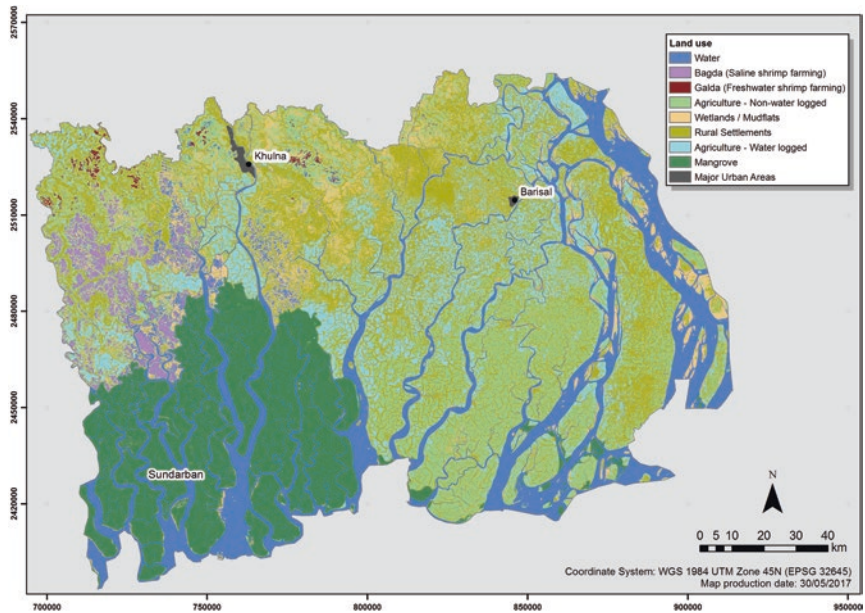 2570000
2540000
2510000
2480000
2450000
2420000
Land use
Water
Bagda (Saline shrimp farming)
Galda (Freshwater shrimp farming)
Agriculture - Non-water logged
Wetlands / Mudflats
Rural Settlements
Agriculture - Water logged
Mangrove
Major Urban Areas
Khulna
Barisal
Sundarban
N
0 5 10 20 30 40
km
Coordinate System: WGS 1984 UTM Zone 45N (EPSG 32645)
Map production date: 30/05/2017
700000 750000 800000 850000 900000